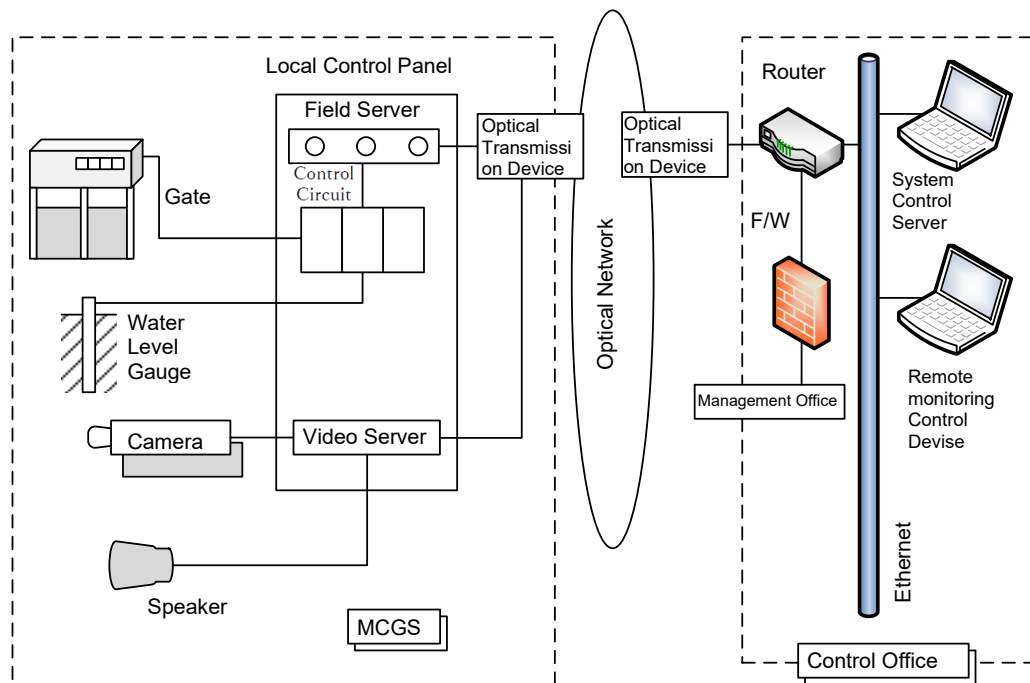 Local Control Panel
Field Server
Control
Circuit
Gate
Water
Level
Gauge
Camera
Video Server
Speaker
MCGS
Optical
Transmissi
on Device
Optical Network
Optical
Transmissi
on Device
Router
F/W
Management Office
System
Control
Server
Remote
monitoring
Control
Devise
Ethernet
Control Office